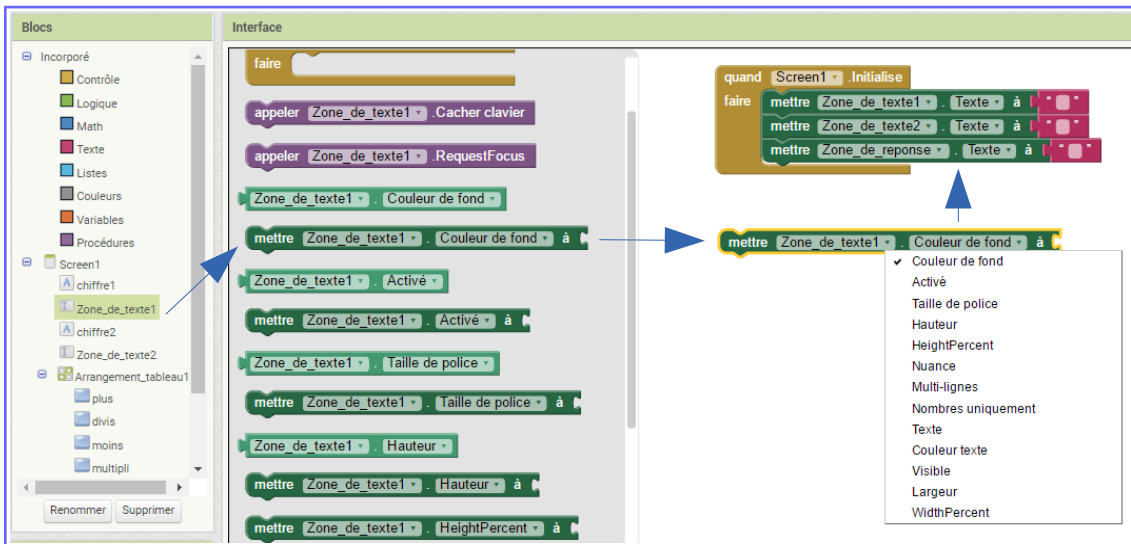 Blocs
Incorporé
Contrôle
Logique
Math
Texte
Listes
Couleurs
Variables
Procédures
Screen1
chiffre1
Zone_de_texte1
chiffre2
Zone_de_texte2
Arrangement_tableau1
plus
divis
moins
multipli
Renommer Supprimer
Interface
faire
appeler Zone_de_texte1 .Cacher clavier
appeler Zone_de_texte1 .RequestFocus
Zone_de_texte1 . Couleur de fond
mettre Zone_de_texte1 . Couleur de fond à
Zone_de_texte1 . Activé
mettre Zone_de_texte1 . Activé à
Zone_de_texte1 . Taille de police
mettre Zone_de_texte1 . Taille de police à
Zone_de_texte1 . Hauteur
mettre Zone_de_texte1 . Hauteur à
mettre Zone_de_texte1 . HeightPercent à
quand Screen1 .Initialise
faire mettre Zone_de_texte1 . Texte à " "
mettre Zone_de_texte2 . Texte à " "
mettre Zone_de_reponse . Texte à " "
mettre Zone_de_texte1 . Couleur de fond à
Couleur de fond
Activé
Taille de police
Hauteur
HeightPercent
Nuance
Multi-lignes
Nombres uniquement
Texte
Couleur texte
Visible
Largeur
WidthPercent